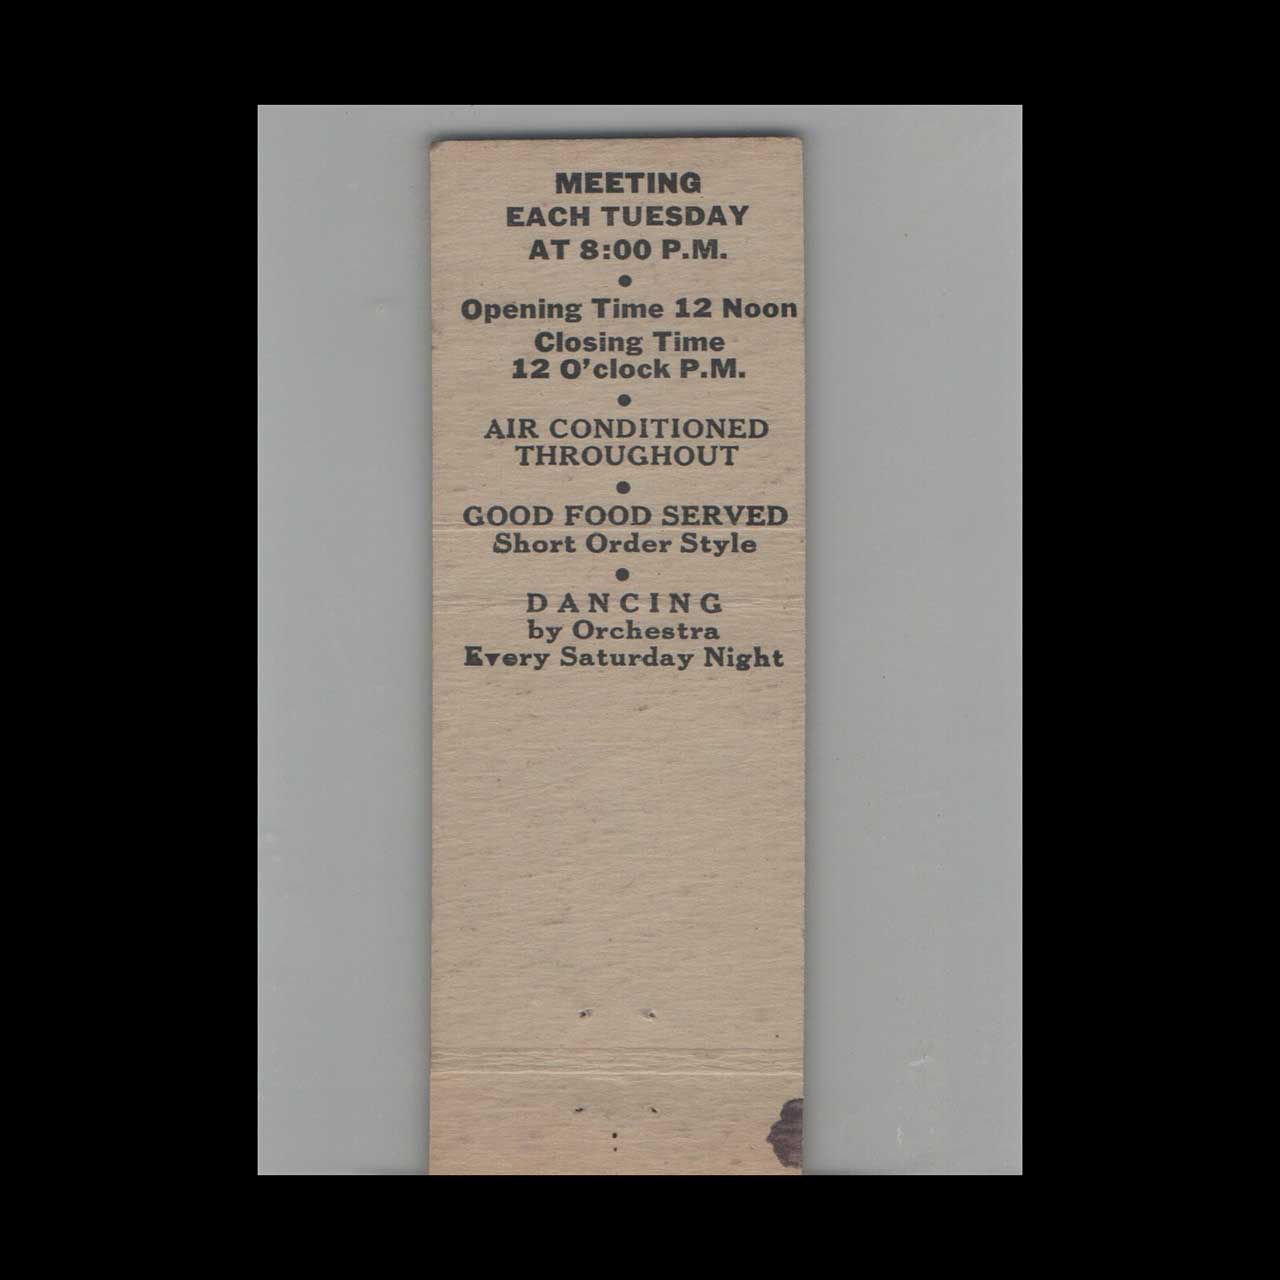 MEETING
EACH TUESDAY
AT 8:00 P.M.
•
Opening Time 12 Noon
Closing Time
12 O'clock P.M.
•
AIR CONDITIONED
THROUGHOUT
•
GOOD FOOD SERVED
Short Order Style
•
DANCING
by Orchestra
Every Saturday Night